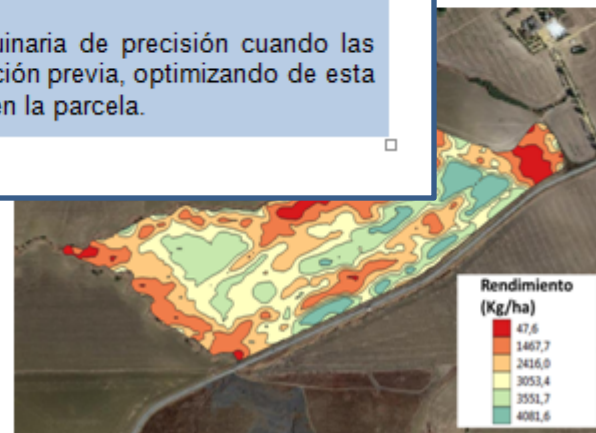 uinaria de precisión cuando las
ción previa, optimizando de esta
en la parcela.
Rendimiento
(Kg/ha)
47,6
1467,7
2416,0
3053,4
3551,7
4081,6